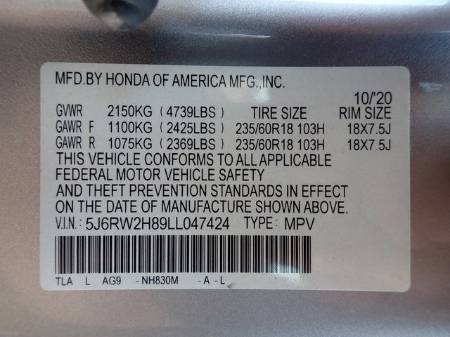 MFD.BY HONDA OF AMERICA MFG.,INC.
10/'20
GVWR 2150KG (4739LBS) TIRE SIZE RIM SIZE
GAWR F 1100KG (2425LBS) 235/60R18 103H 18X7.5J
GAWR R 1075KG (2369LBS) 235/60R18 103H 18X7.5J
THIS VEHICLE CONFORMS TO ALL APPLICABLE
FEDERAL MOTOR VEHICLE SAFETY
AND THEFT PREVENTION STANDARDS IN EFFECT
ON THE DATE OF MANUFACTURE SHOWN ABOVE.
V.I.N: 5J6RW2H89LL047424 TYPE: MPV
TLA L AG9 -NH830M -A-L